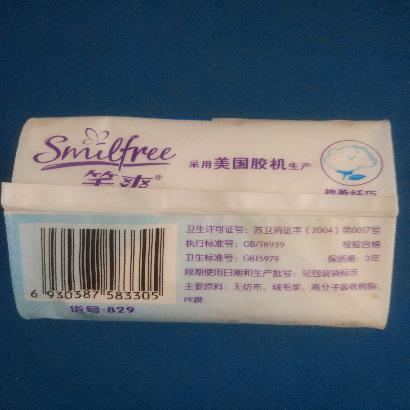 Smilfree
笑爽®
采用美国胶机生产
卫生许可证号：苏卫消证字（2004）第0017号
执行标准号：GB/T8939 检验合格
卫生标准号：GB15979 保质期：3年
限期使用日期和生产批号：见包装袋标示
主要原料：无纺布、绒毛浆、高分子吸收树脂、
PE膜
6 930387 583305
货号·829